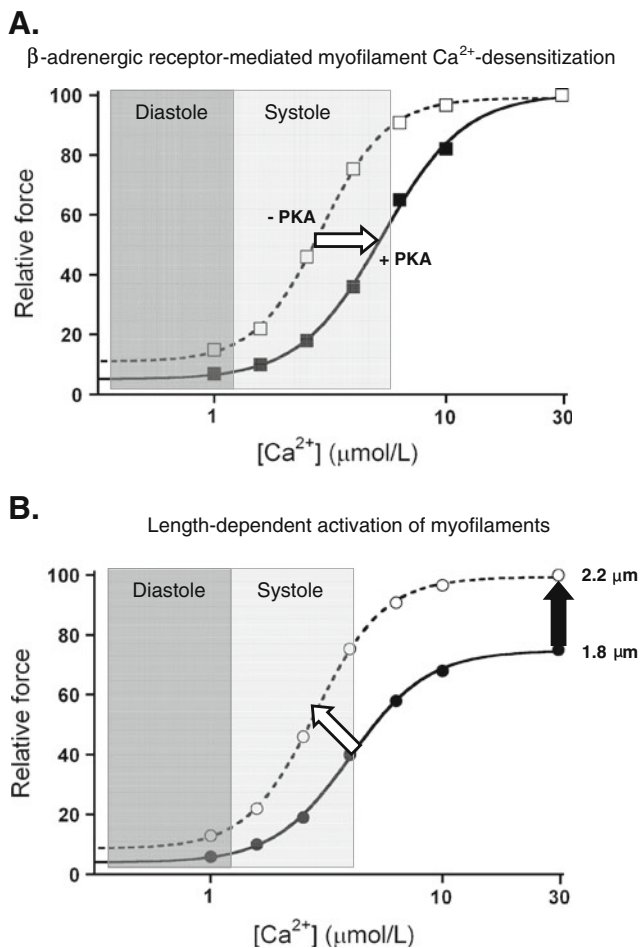 A.
β-adrenergic receptor-mediated myofilament Ca²⁺-desensitization
100
Diastole
Systole
80
60
- PKA
+ PKA
40
20
0
1
10
30
Relative force
[Ca²⁺] (μmol/L)
B.
Length-dependent activation of myofilaments
100
Diastole
Systole
2.2 μm
80
1.8 μm
60
40
20
0
1
10
30
Relative force
[Ca²⁺] (μmol/L)